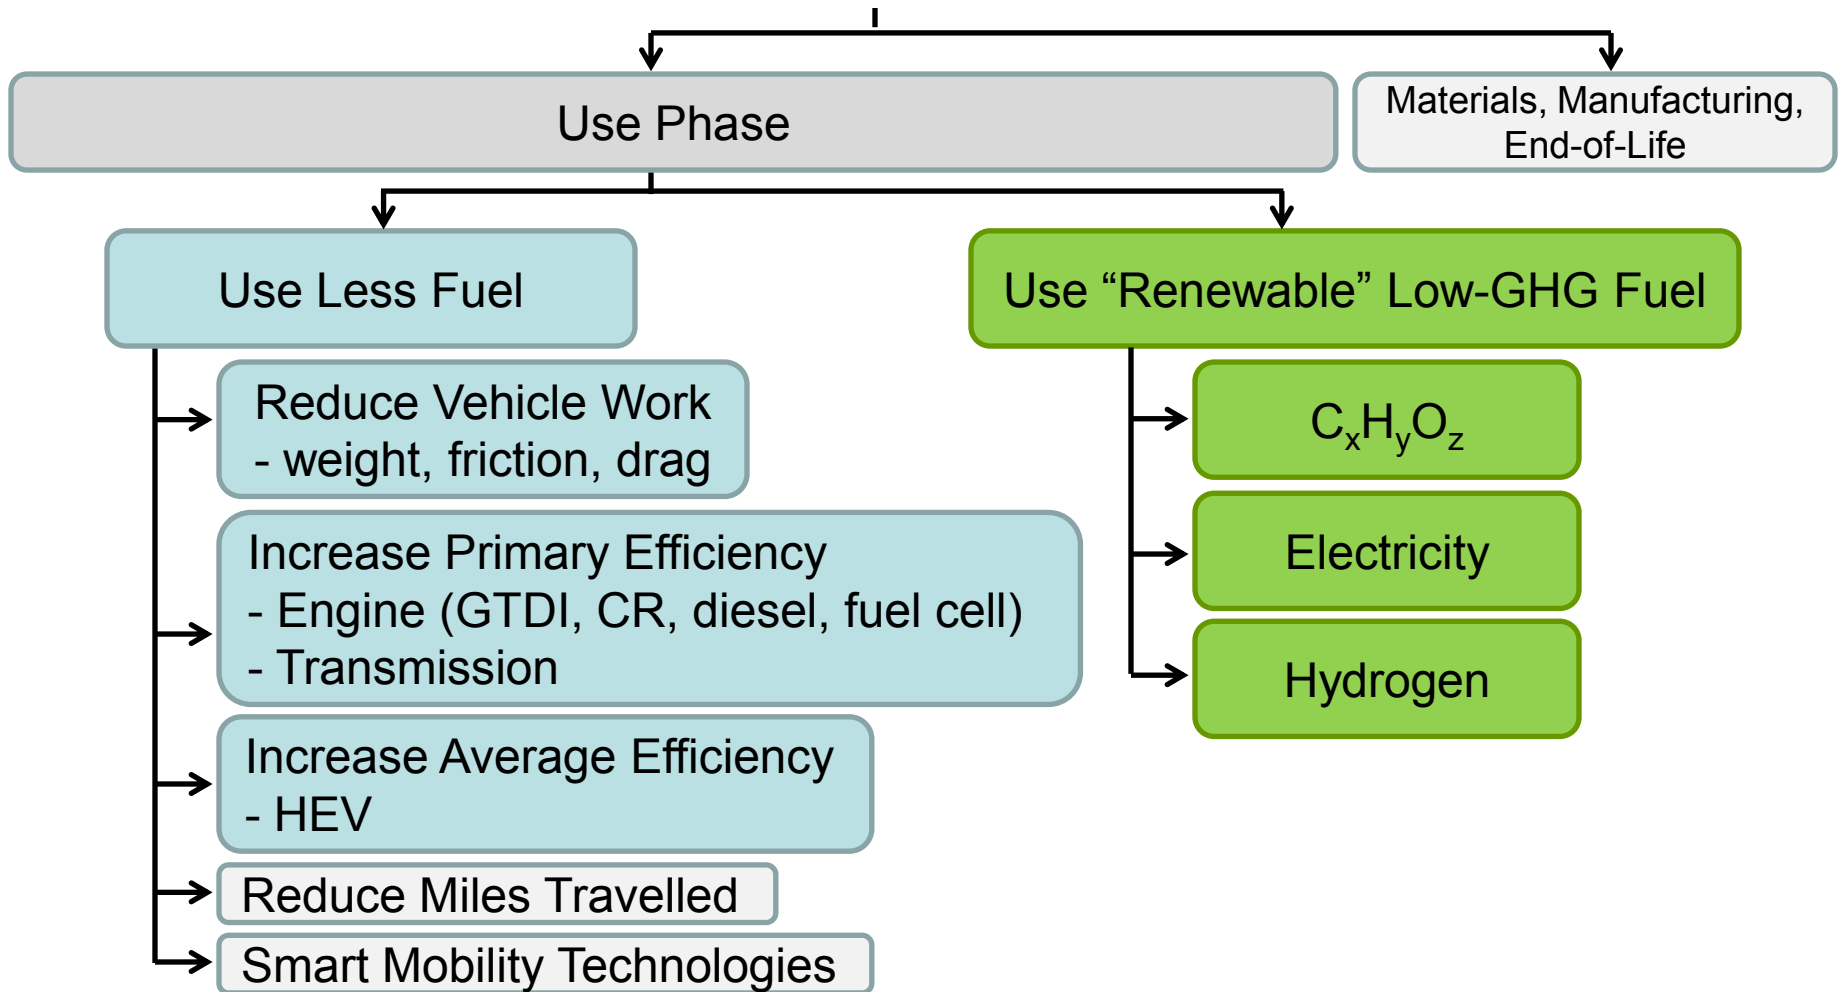 Use Phase
Materials, Manufacturing,
End-of-Life
Use Less Fuel
Use “Renewable” Low-GHG Fuel
Reduce Vehicle Work
- weight, friction, drag
Increase Primary Efficiency
- Engine (GTDI, CR, diesel, fuel cell)
- Transmission
Increase Average Efficiency
- HEV
Reduce Miles Travelled
Smart Mobility Technologies
CₓHᵧO_z
Electricity
Hydrogen